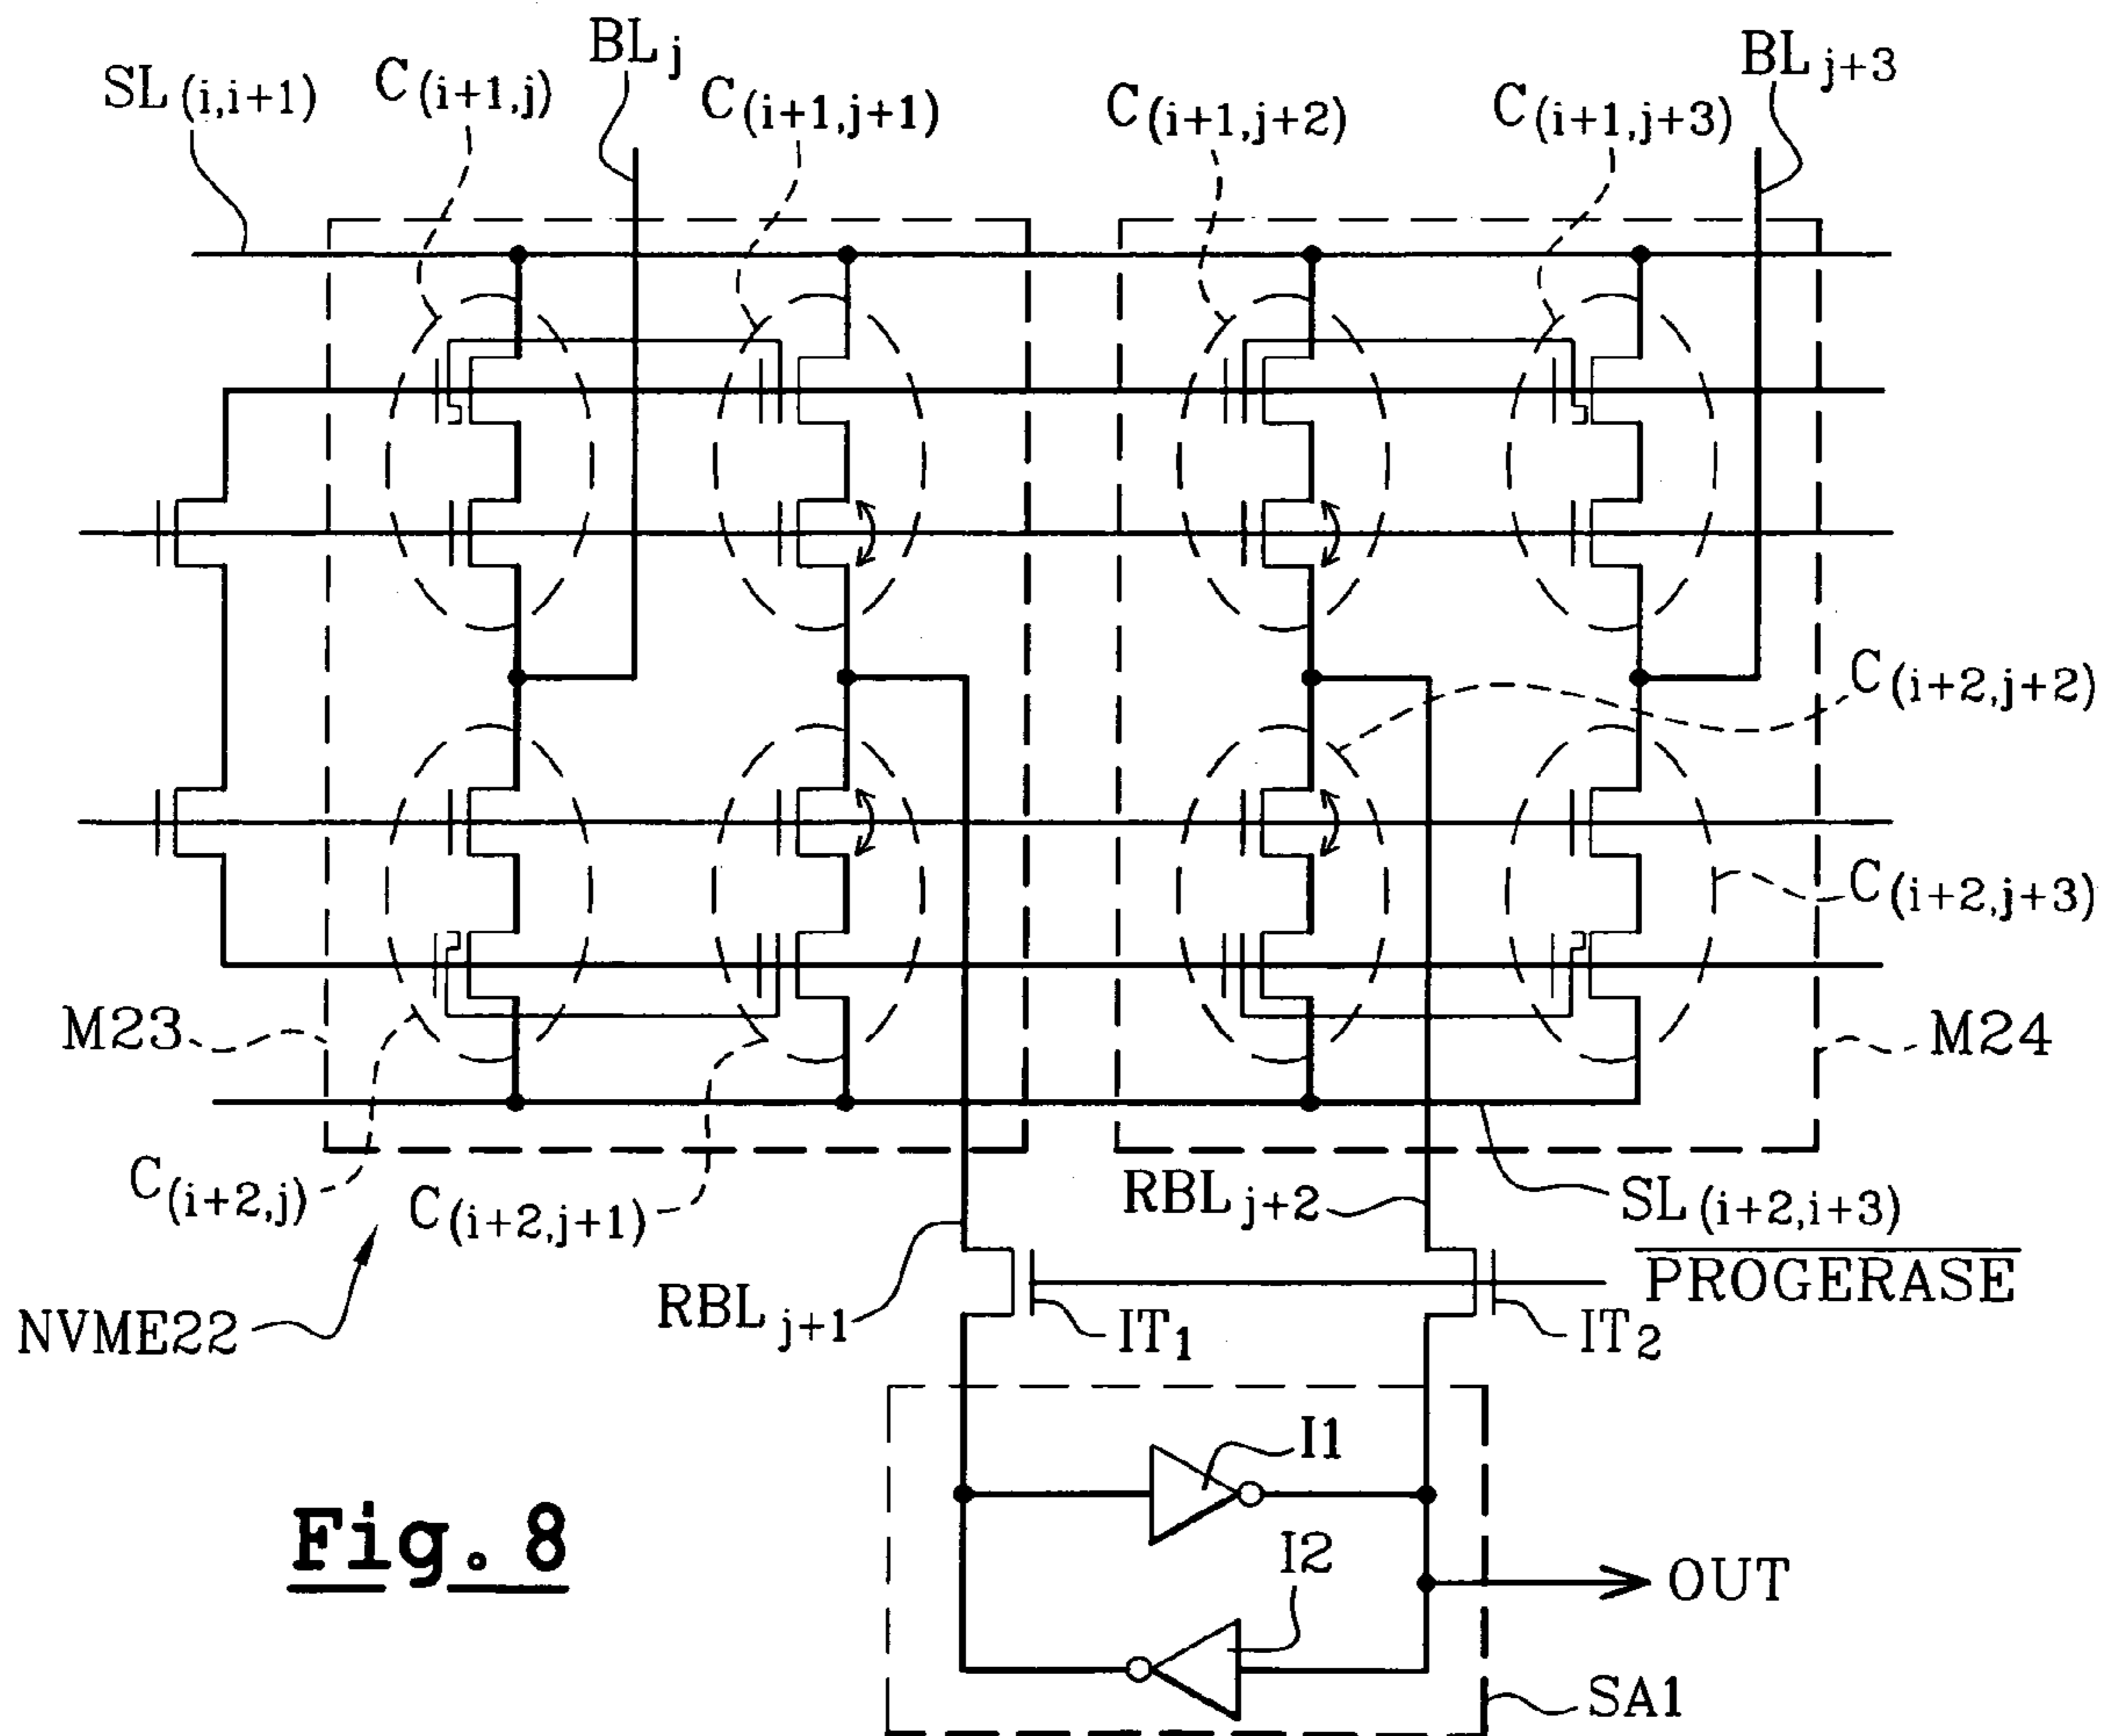 BLj
BLj+3
SL(i,i+1)
C(i+1,j)
C(i+1,j+1)
C(i+1,j+2)
C(i+1,j+3)
C(i+2,j+2)
C(i+2,j+3)
M23
M24
C(i+2,j)
C(i+2,j+1)
RBLj+2
SL(i+2,i+3)
PROGERASE
NVME22
RBLj+1
IT1
IT2
I1
Fig. 8
I2
OUT
SA1